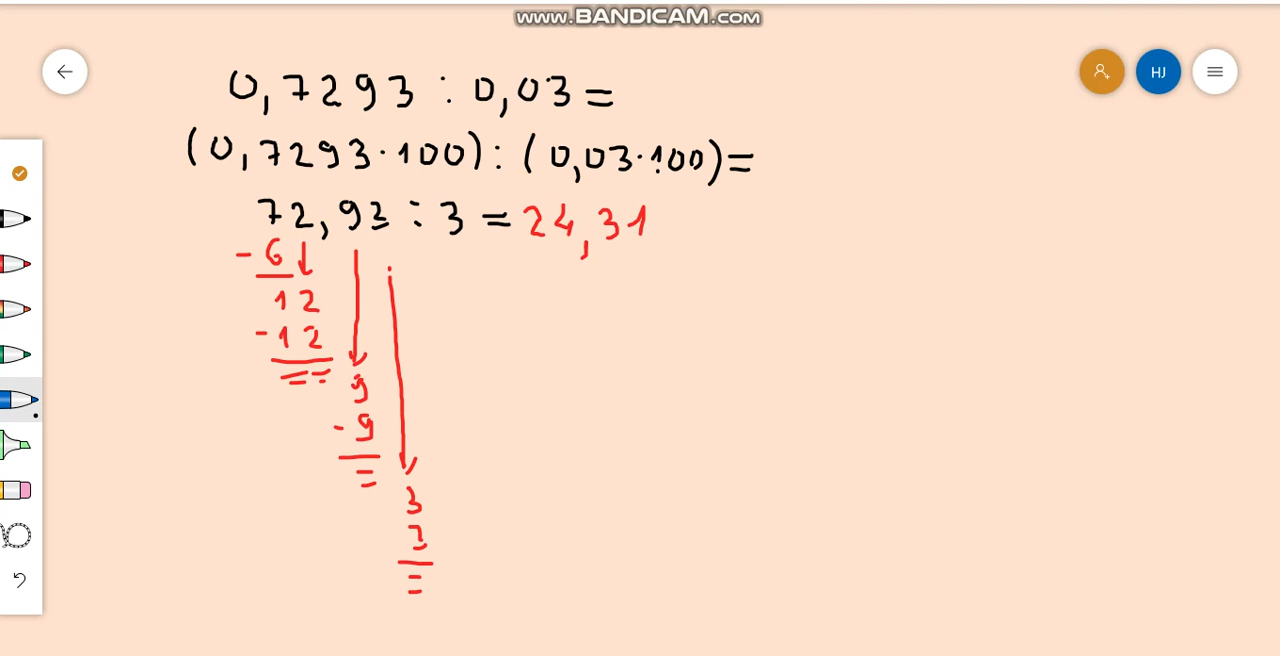 www.BANDICAM.com
HJ
0,7293 : 0,03 =
(0,7293·100) : (0,03·100) =
72,93 : 3 = 24,31
- 6
12
- 12
==
9
- 9
=
3
3
=